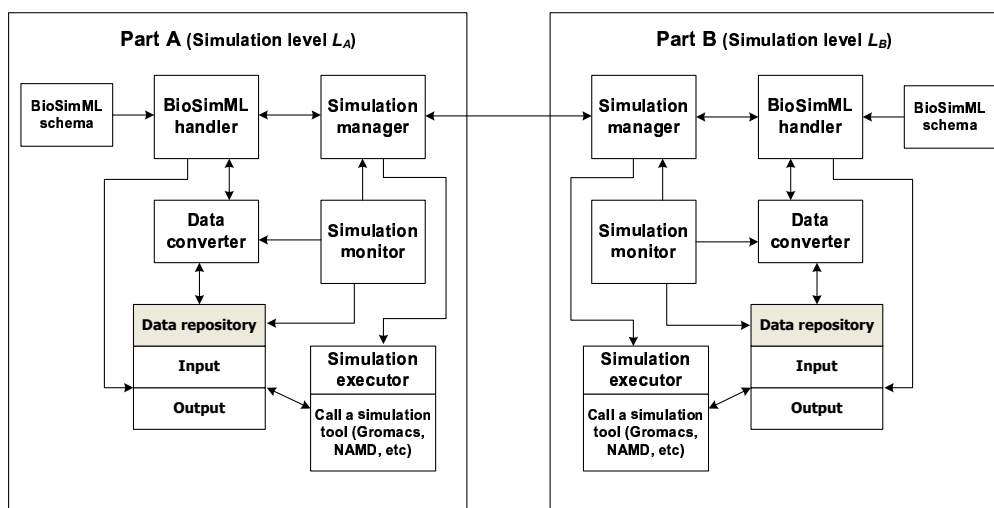 Part A (Simulation level LA)
BioSimML
schema
BioSimML
handler
Simulation
manager
Data
converter
Simulation
monitor
Data repository
Input
Output
Simulation
executor
Call a simulation
tool (Gromacs,
NAMD, etc)
Part B (Simulation level LB)
Simulation
manager
BioSimML
handler
BioSimML
schema
Simulation
monitor
Data
converter
Data repository
Input
Output
Simulation
executor
Call a simulation
tool (Gromacs,
NAMD, etc)